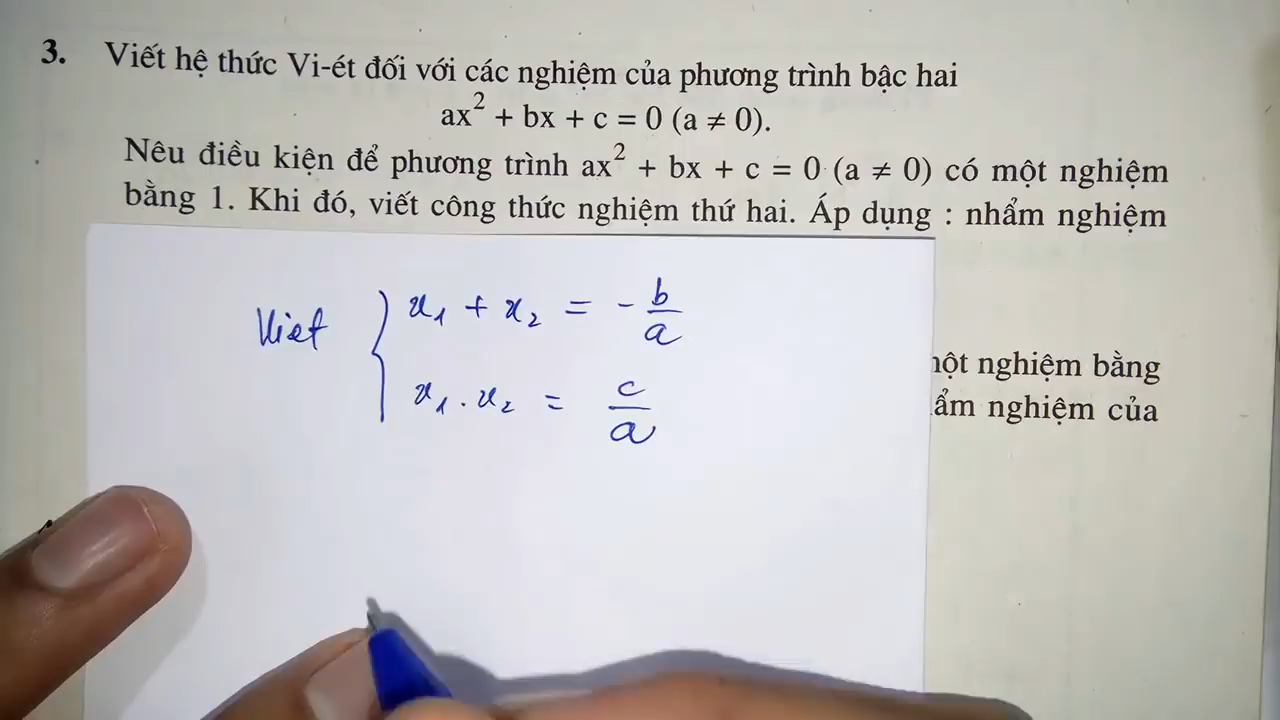 3. Viết hệ thức Vi-ét đối với các nghiệm của phương trình bậc hai
ax² + bx + c = 0 (a ≠ 0).
Nêu điều kiện để phương trình ax² + bx + c = 0 (a ≠ 0) có một nghiệm
bằng 1. Khi đó, viết công thức nghiệm thứ hai. Áp dụng : nhẩm nghiệm
Viet { x₁ + x₂ = - b/a
x₁ . x₂ = c/a
nghiệm bằng
nghiệm của